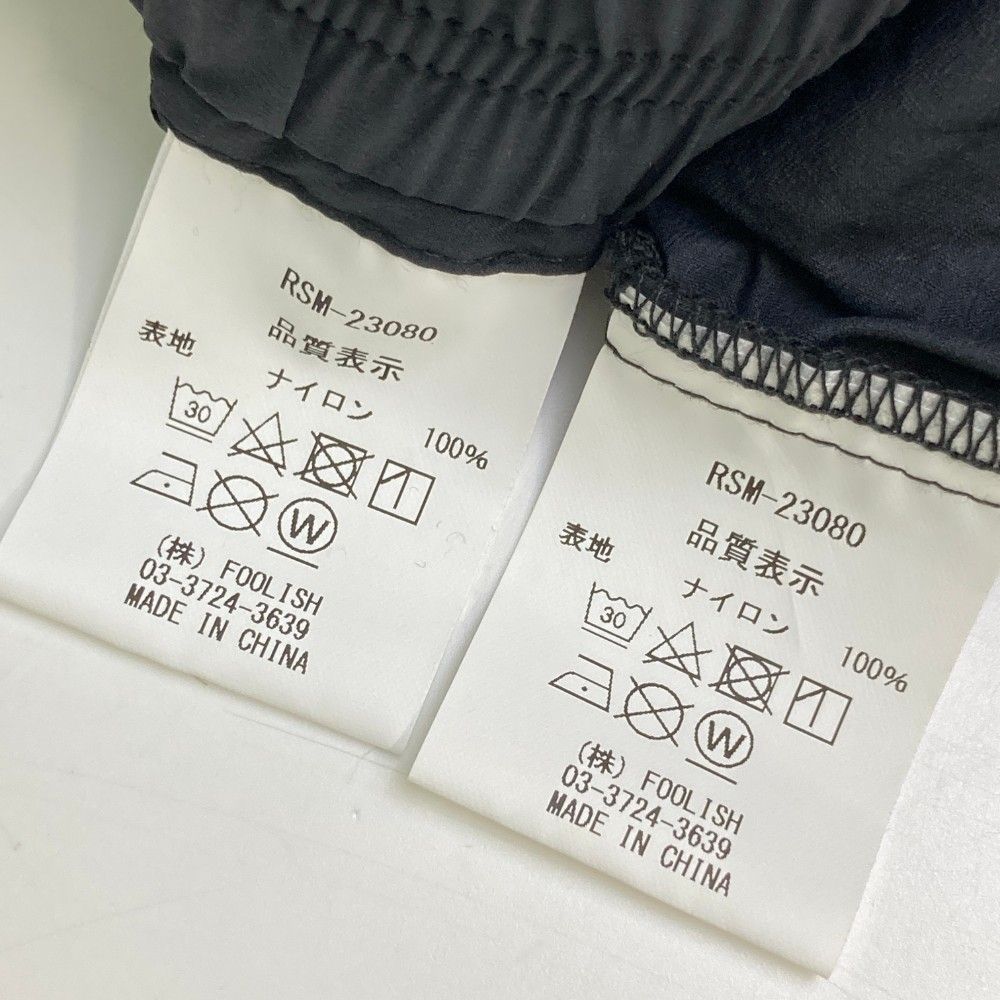 RSM-23080
品質表示
表地
ナイロン
100%
30
W
(株) FOOLISH
03-3724-3639
MADE IN CHINA
RSM-23080
品質表示
表地
ナイロン
100%
30
W
(株) FOOLISH
03-3724-3639
MADE IN CHINA